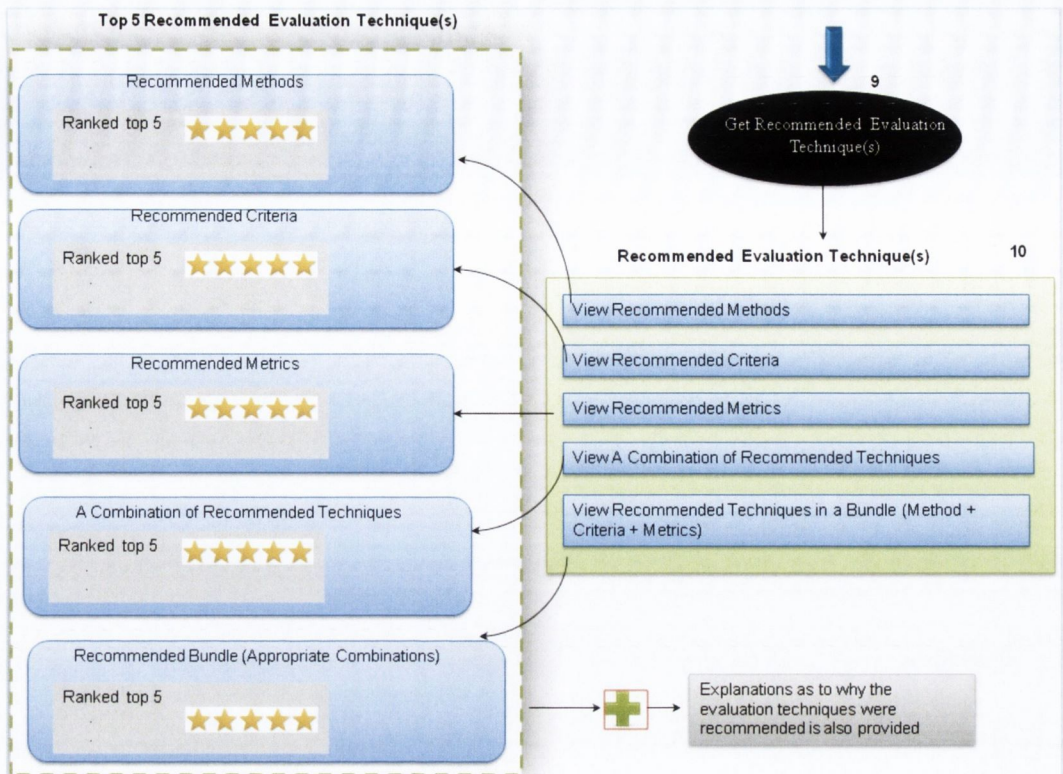 Top 5 Recommended Evaluation Technique(s)
Recommended Methods
Ranked top 5
Recommended Criteria
Ranked top 5
Recommended Metrics
Ranked top 5
A Combination of Recommended Techniques
Ranked top 5
Recommended Bundle (Appropriate Combinations)
Ranked top 5
9
Get Recommended Evaluation
Technique(s)
Recommended Evaluation Technique(s)
10
View Recommended Methods
View Recommended Criteria
View Recommended Metrics
View A Combination of Recommended Techniques
View Recommended Techniques in a Bundle (Method +
Criteria + Metrics)
Explanations as to why the
evaluation techniques were
recommended is also provided